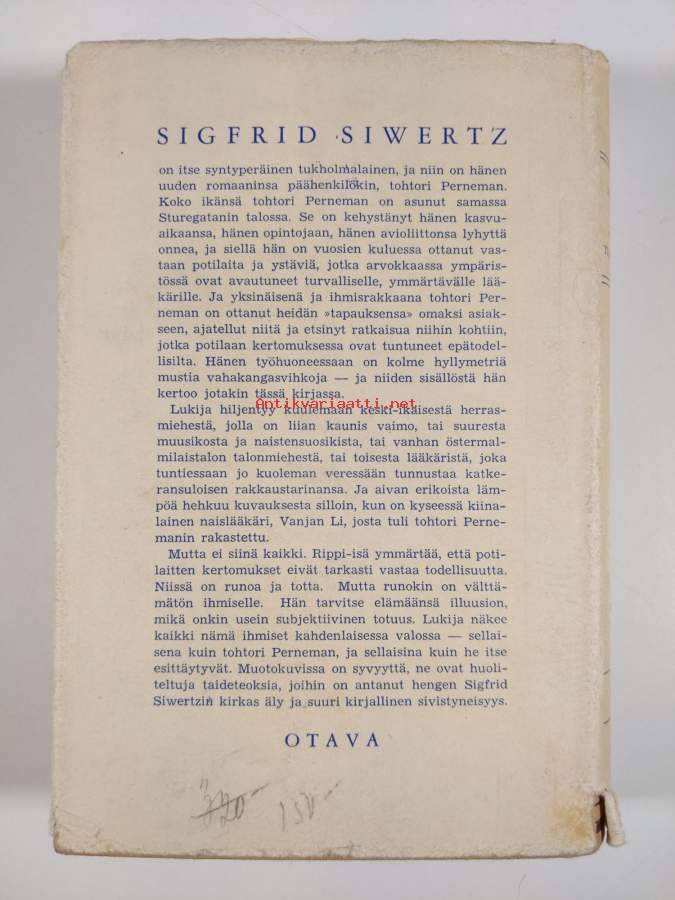 SIGFRID SIWERTZ
on itse syntyperäinen tukholmalainen, ja niin on hänen
uuden romaaninsa päähenkilökin, tohtori Perneman.
Koko ikänsä tohtori Perneman on asunut samassa
Sturegatanin talossa. Se on kehystänyt hänen kasvu-
aikaansa, hänen opintojaan, hänen avioliittonsa lyhyttä
onnea, ja siellä hän on vuosien kuluessa ottanut vas-
taan potilaita ja ystäviä, jotka arvokkaassa ympäris-
tössä ovat avautuneet turvalliselle, ymmärtävälle lää-
kärille. Ja yksinäisenä ja ihmisrakkaana tohtori Per-
neman on ottanut heidän »tapauksensa» omaksi asiak-
seen, ajatellut niitä ja etsinyt ratkaisua niihin kohtiin,
jotka potilaan kertomuksessa ovat tuntuneet epätodel-
lisilta. Hänen työhuoneessaan on kolme hyllymetriä
mustia vahakangasvihkoja — ja niiden sisällöstä hän
kertoo jotakin tässä kirjassa.
Antikvariaatti.net
Lukija hiljentyy kuulemaan keski-ikäisestä herras-
miehestä, jolla on liian kaunis vaimo, tai suuresta
muusikosta ja naistensuosikista, tai vanhan östermal-
milaistalon talonmiehestä, tai toisesta lääkäristä, joka
tuntiessaan jo kuoleman veressään tunnustaa katke-
ransuloisen rakkaustarinansa. Ja aivan erikoista läm-
pöä hehkuu kuvauksesta silloin, kun on kyseessä kiina-
lainen naislääkäri, Vanjan Li, josta tuli tohtori Perne-
manin rakastettu.
Mutta ei siinä kaikki. Rippi-isä ymmärtää, että poti-
laitten kertomukset eivät tarkasti vastaa todellisuutta.
Niissä on runoa ja totta. Mutta runokin on välttä-
mätön ihmiselle. Hän tarvitse elämäänsä illuusion,
mikä onkin usein subjektiivinen totuus. Lukija näkee
kaikki nämä ihmiset kahdenlaisessa valossa — sellai-
sena kuin tohtori Perneman, ja sellaisina kuin he itse
esittäytyvät. Muotokuvissa on syvyyttä, ne ovat huoli-
teltuja taideteoksia, joihin on antanut hengen Sigfrid
Siwertzin kirkas äly ja suuri kirjallinen sivistyneisyys.
OTAVA